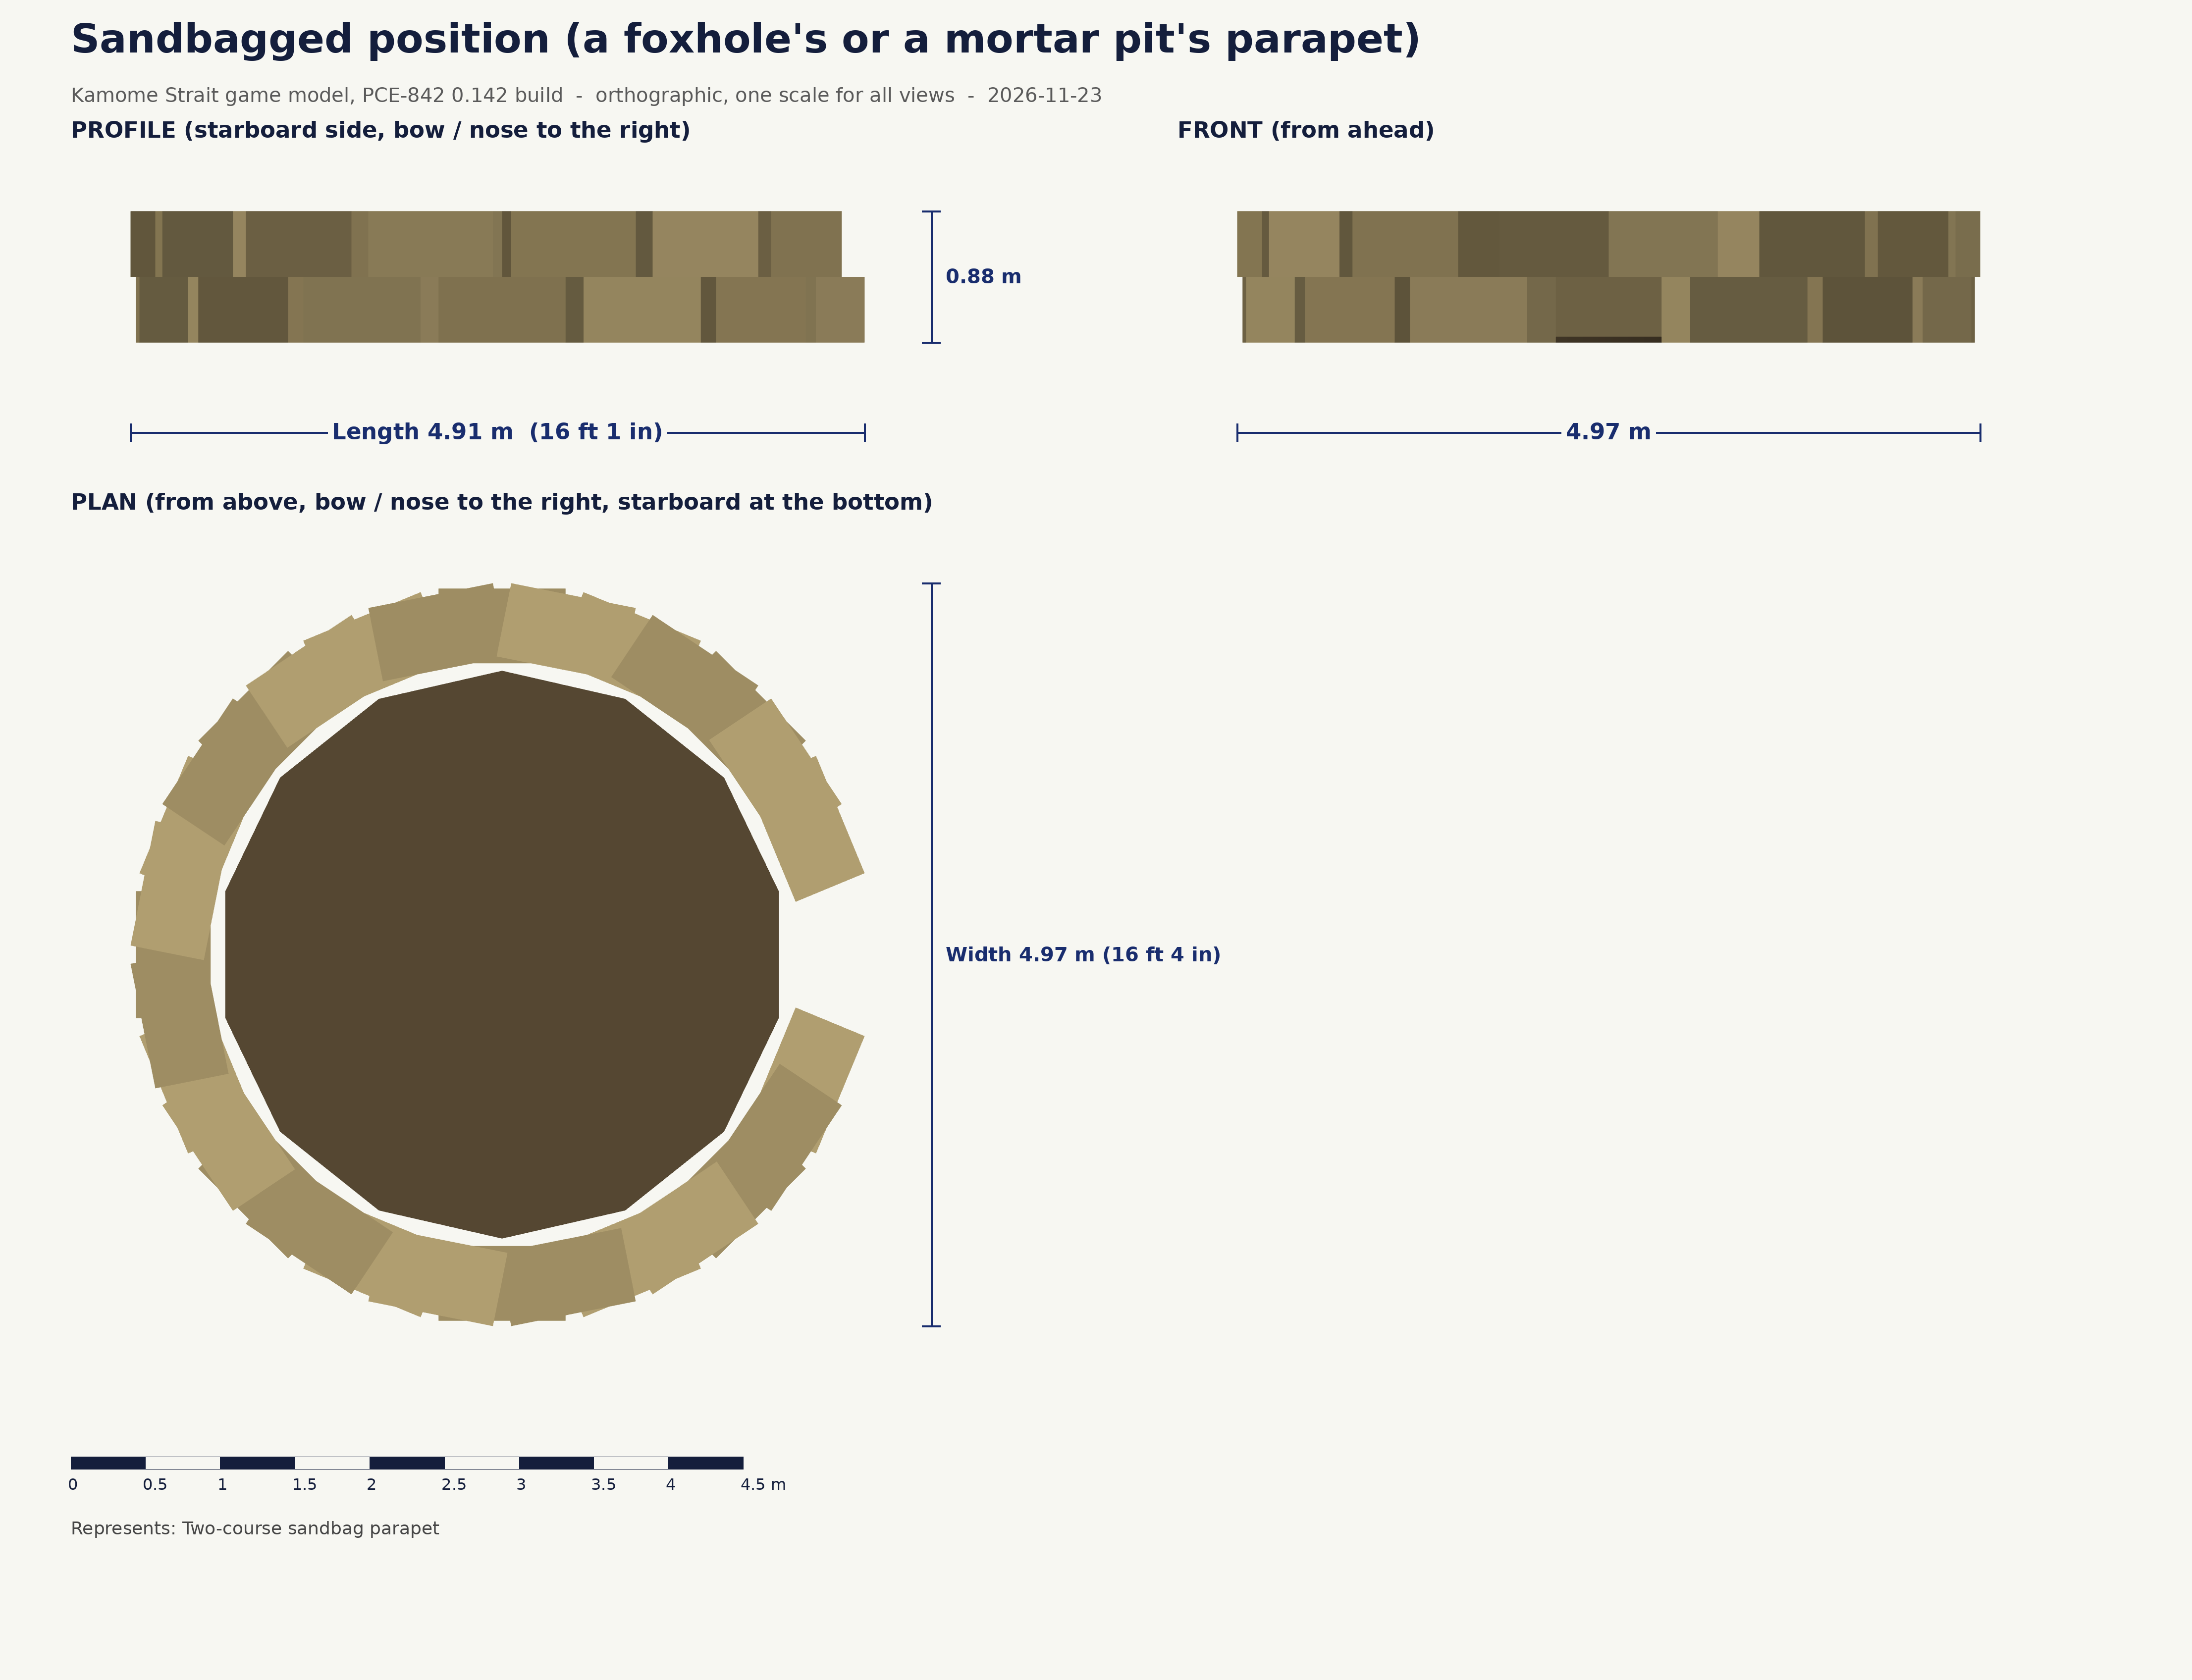 Sandbagged position (a foxhole's or a mortar pit's parapet)
Kamome Strait game model, PCE-842 0.142 build - orthographic, one scale for all views - 2026-11-23
PROFILE (starboard side, bow / nose to the right)
FRONT (from ahead)
0.88 m
Length 4.91 m (16 ft 1 in)
4.97 m
PLAN (from above, bow / nose to the right, starboard at the bottom)
Width 4.97 m (16 ft 4 in)
0 0.5 1 1.5 2 2.5 3 3.5 4 4.5 m
Represents: Two-course sandbag parapet